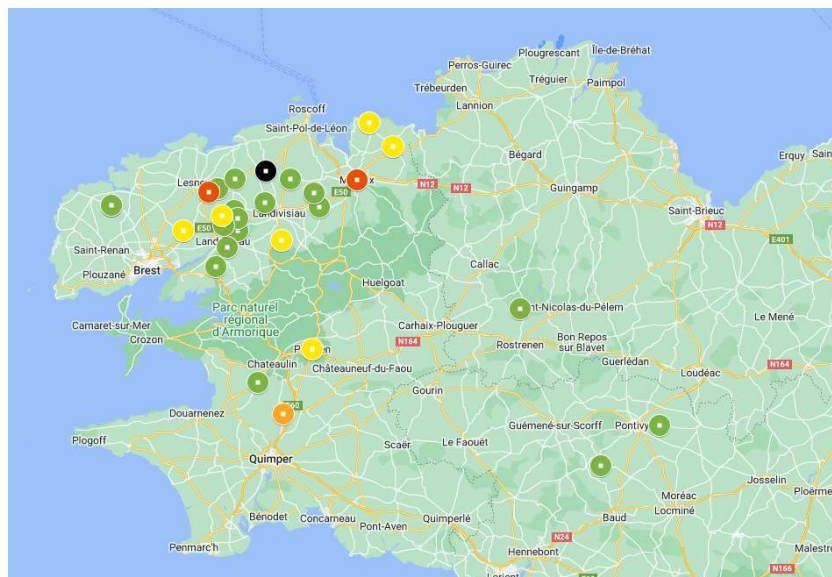 Île-de-Bréhat
Plougrescant
Perros-Guirec
Tréguier
Paimpol
Trébeurden
Lannion
Roscoff
Saint-Pol-de-Léon
Bégard
Guingamp
Erquy
N12
N12
E50
Landivisiau
Saint-Brieuc
N12
E401
E50
Saint-Renan
Brest
Plouzané
Callac
Huelgoat
Parc naturel
régional
d'Armorique
Camaret-sur-Mer
Crozon
Carhaix-Plouguer
N164
Rostrenen
Bon Repos
sur Blavet
Le Mené
Guerlédan
N164
Loudéac
Chateaulin
Châteauneuf-du-Faou
Gourin
Douarnenez
Plogoff
Guémené-sur-Scorff
Pontivy
Scaër
Le Faouët
Quimper
Josselin
Moréac
Locminé
Baud
Bénodet
Concarneau
Pont-Aven
Quimperlé
Penmarc'h
N24
Hennebont
Lorient
N166